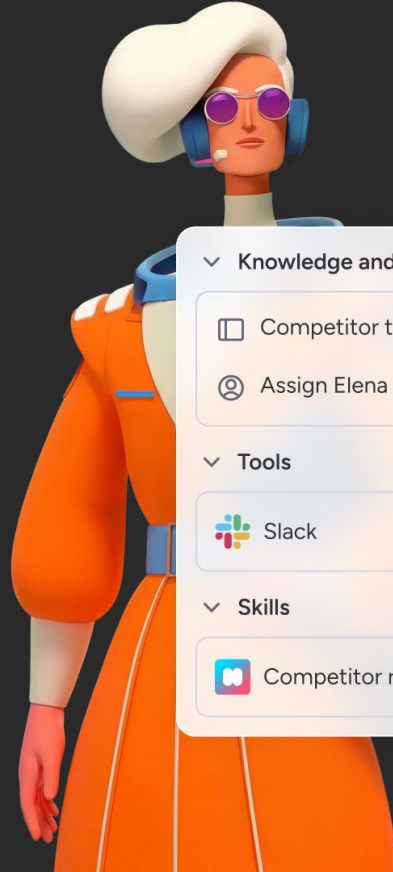 Knowledge and
Competitor t
Assign Elena
Tools
Slack
Skills
Competitor